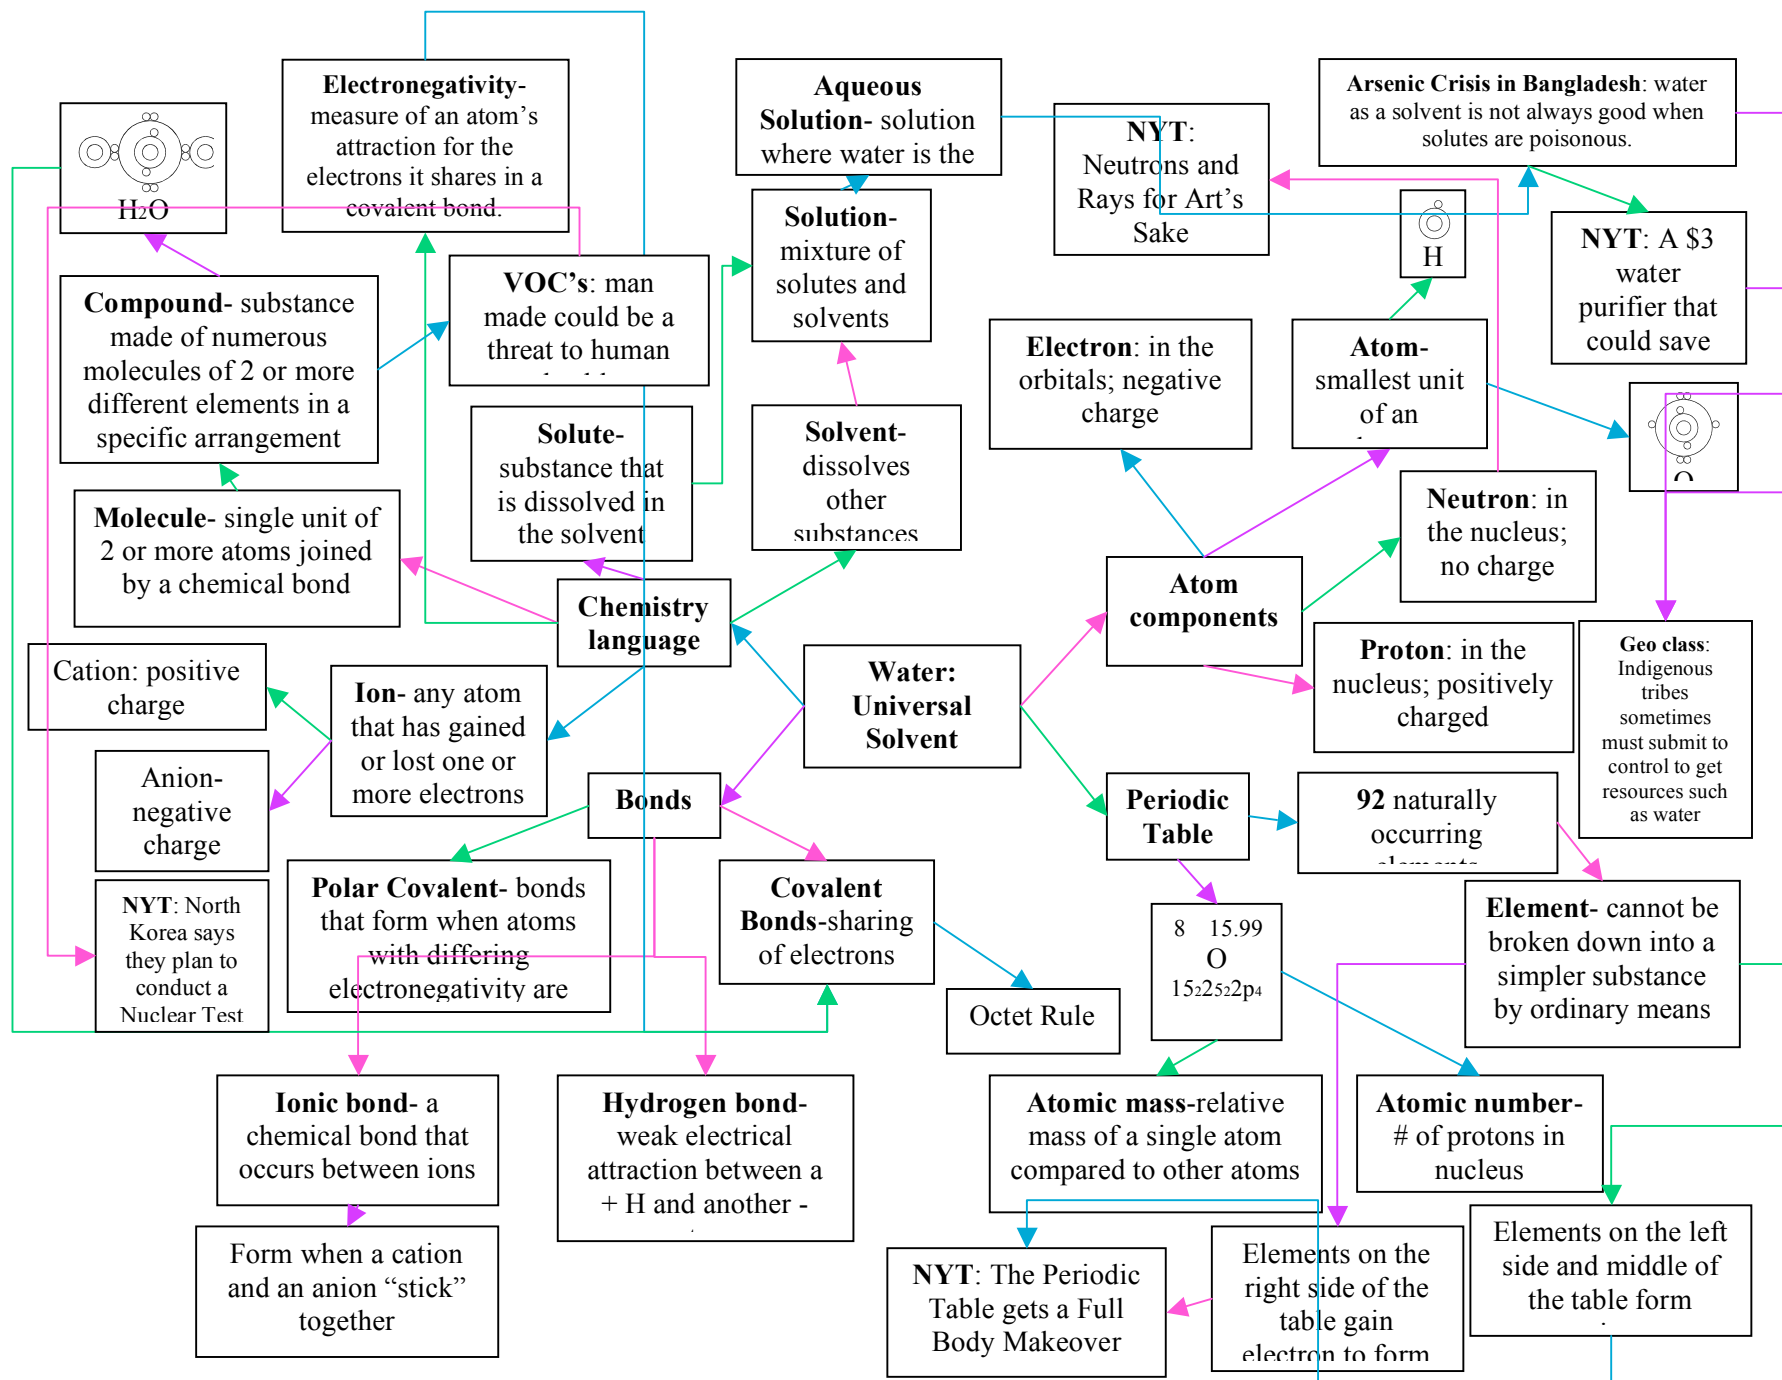 Electronegativity-
measure of an atom's
attraction for the
electrons it shares in a
covalent bond.
Aqueous
Solution- solution
where water is the
NYT:
Neutrons and
Rays for Art's
Sake
Arsenic Crisis in Bangladesh: water
as a solvent is not always good when
solutes are poisonous.
H2O
Solution-
mixture of
solutes and
solvents
H
NYT: A $3
water
purifier that
could save
Compound- substance
made of numerous
molecules of 2 or more
different elements in a
specific arrangement
VOC's: man
made could be a
threat to human
Electron: in the
orbitals; negative
charge
Atom-
smallest unit
of an
Solute-
substance that
is dissolved in
the solvent
Solvent-
dissolves
other
substances
Molecule- single unit of
2 or more atoms joined
by a chemical bond
Neutron: in
the nucleus;
no charge
Chemistry
language
Atom
components
Cation: positive
charge
Ion- any atom
that has gained
or lost one or
more electrons
Water:
Universal
Solvent
Proton: in the
nucleus; positively
charged
Geo class:
Indigenous
tribes
sometimes
must submit to
control to get
resources such
as water
Anion-
negative
charge
Bonds
Periodic
Table
92 naturally
occurring
elements
NYT: North
Korea says
they plan to
conduct a
Nuclear Test
Polar Covalent- bonds
that form when atoms
with differing
electronegativity are
Covalent
Bonds-sharing
of electrons
8 15.99
O
15222522p4
Element- cannot be
broken down into a
simpler substance
by ordinary means
Octet Rule
Ionic bond- a
chemical bond that
occurs between ions
Hydrogen bond-
weak electrical
attraction between a
+ H and another -
Atomic mass-relative
mass of a single atom
compared to other atoms
Atomic number-
# of protons in
nucleus
Form when a cation
and an anion “stick”
together
NYT: The Periodic
Table gets a Full
Body Makeover
Elements on the
right side of the
table gain
electron to form
Elements on the left
side and middle of
the table form